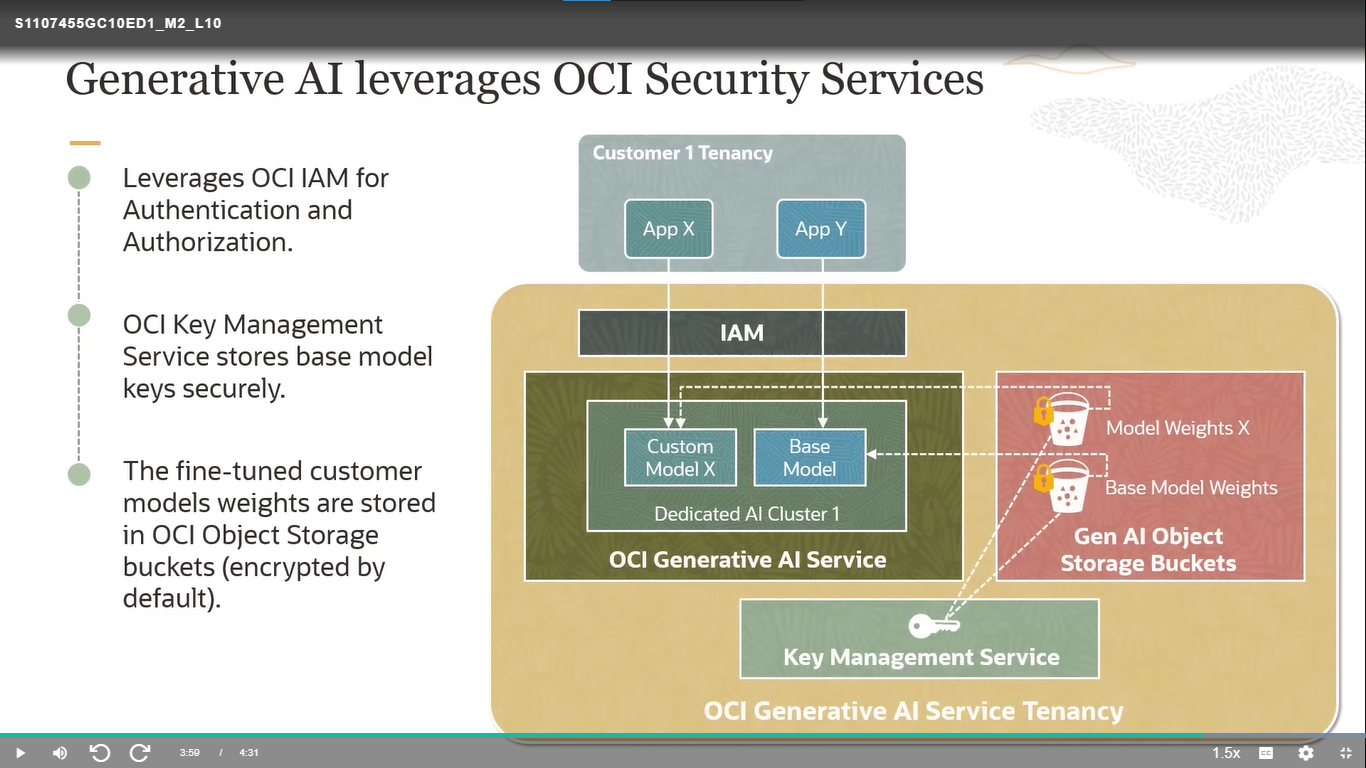 S1107455GC10ED1_M2_L10
Generative AI leverages OCI Security Services
Leverages OCI IAM for
Authentication and
Authorization.
OCI Key Management
Service stores base model
keys securely.
The fine-tuned customer
models weights are stored
in OCI Object Storage
buckets (encrypted by
default).
Customer 1 Tenancy
App X
App Y
IAM
Custom
Model X
Base
Model
Dedicated AI Cluster 1
OCI Generative AI Service
Model Weights X
Base Model Weights
Gen AI Object
Storage Buckets
Key Management Service
OCI Generative AI Service Tenancy
3:59 / 4:31
1.5x
CC